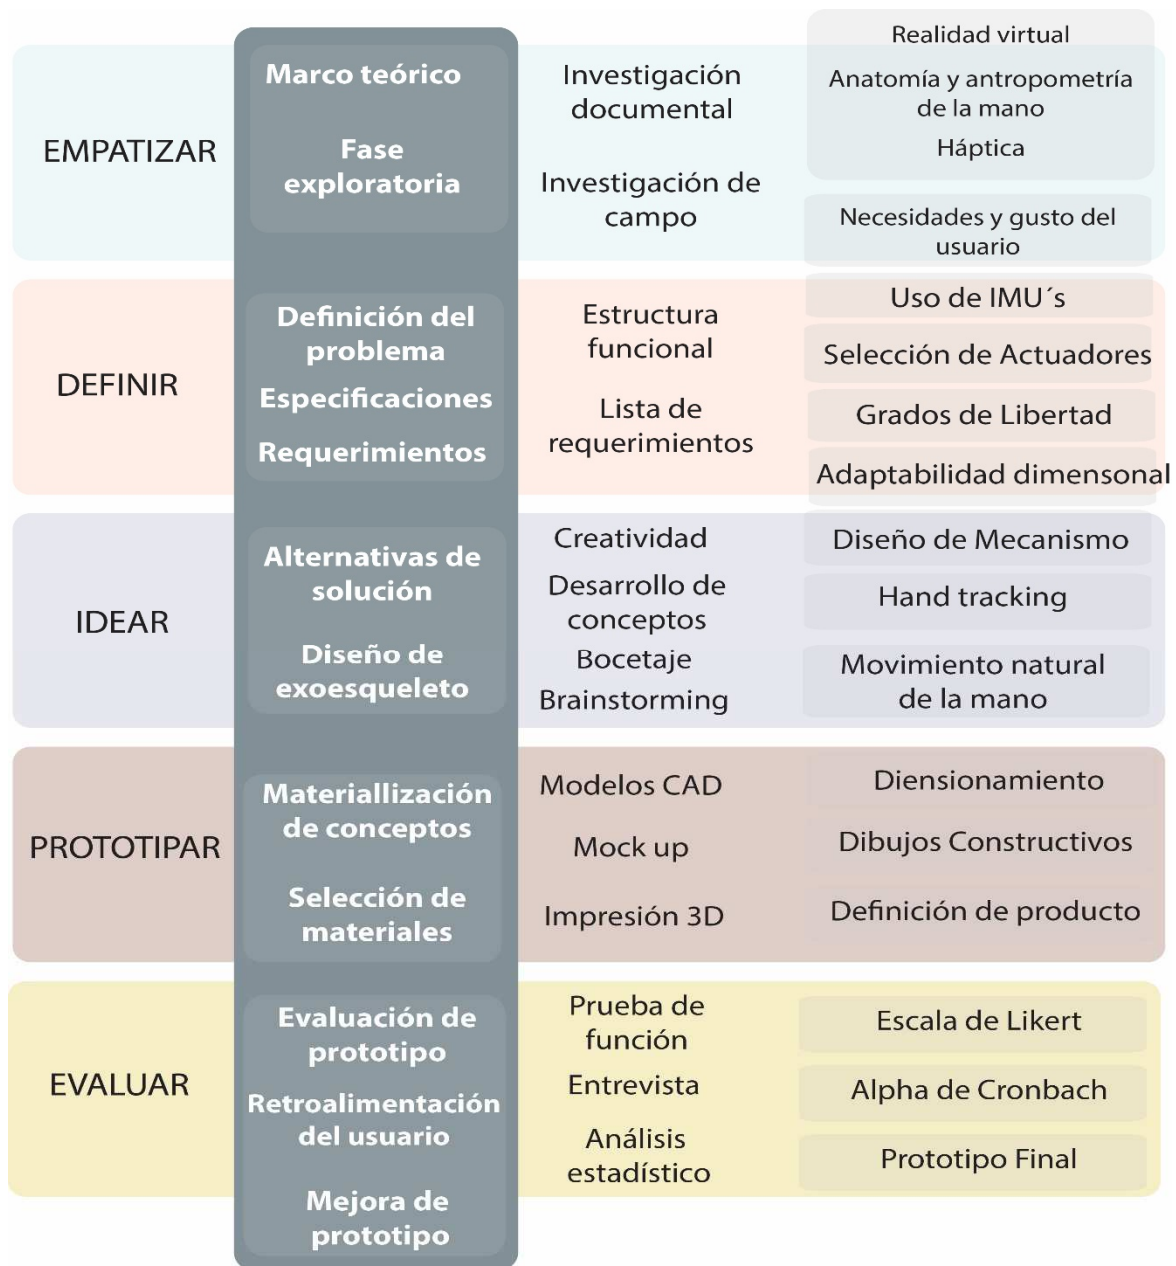 EMPATIZAR
Marco teórico
Fase
exploratoria
Investigación
documental
Investigación de
campo
Realidad virtual
Anatomía y antropometría
de la mano
Háptica
Necesidades y gusto del
usuario
DEFINIR
Definición del
problema
Especificaciones
Requerimientos
Estructura
funcional
Lista de
requerimientos
Uso de IMU´s
Selección de Actuadores
Grados de Libertad
Adaptabilidad dimensonal
IDEAR
Alternativas de
solución
Diseño de
exoesqueleto
Creatividad
Desarrollo de
conceptos
Bocetaje
Brainstorming
Diseño de Mecanismo
Hand tracking
Movimiento natural
de la mano
PROTOTIPAR
Materiallización
de conceptos
Selección de
materiales
Modelos CAD
Mock up
Impresión 3D
Diensionamiento
Dibujos Constructivos
Definición de producto
EVALUAR
Evaluación de
prototipo
Retroalimentación
del usuario
Mejora de
prototipo
Prueba de
función
Entrevista
Análisis
estadístico
Escala de Likert
Alpha de Cronbach
Prototipo Final